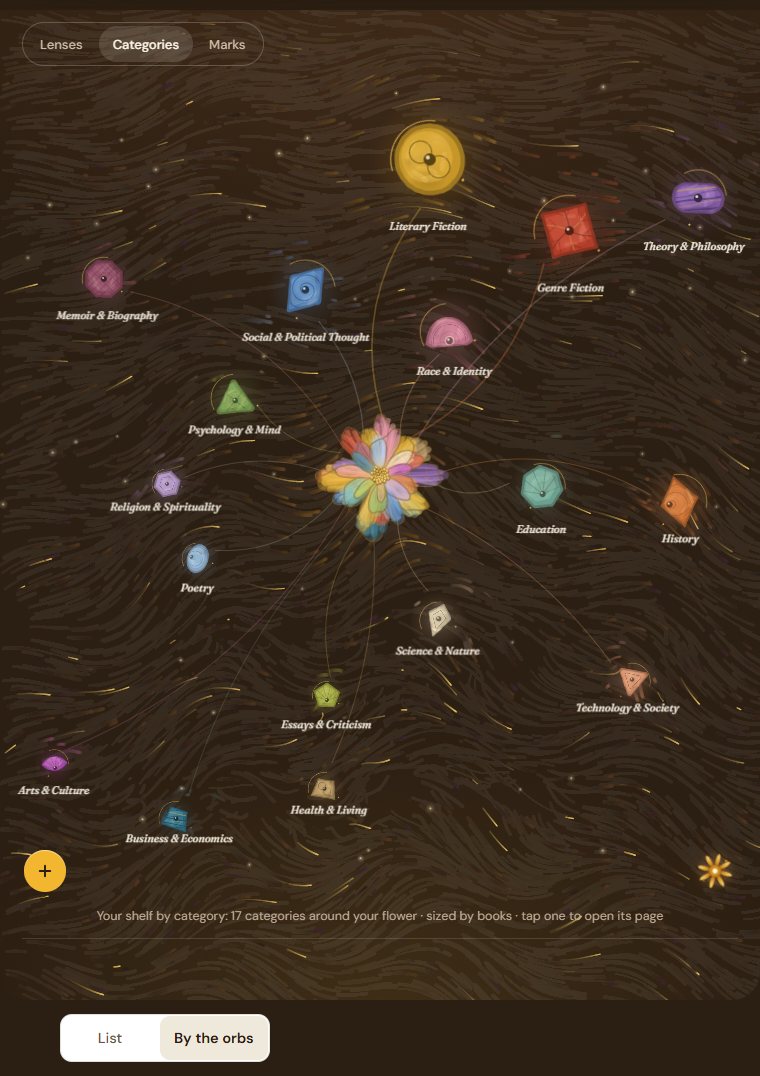 Lenses
Categories
Marks
Literary Fiction
Theory & Philosophy
Genre Fiction
Memoir & Biography
Social & Political Thought
Race & Identity
Psychology & Mind
Religion & Spirituality
Education
History
Poetry
Science & Nature
Technology & Society
Essays & Criticism
Arts & Culture
Health & Living
Business & Economics
+
Your shelf by category: 17 categories around your flower · sized by books · tap one to open its page
List
By the orbs